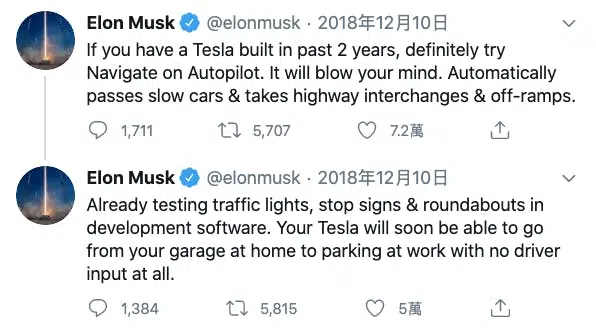 Elon Musk @elonmusk · 2018年12月10日
If you have a Tesla built in past 2 years, definitely try
Navigate on Autopilot. It will blow your mind. Automatically
passes slow cars & takes highway interchanges & off-ramps.
1,711 5,707 7.2萬
Elon Musk @elonmusk · 2018年12月10日
Already testing traffic lights, stop signs & roundabouts in
development software. Your Tesla will soon be able to go
from your garage at home to parking at work with no driver
input at all.
1,384 5,815 5萬